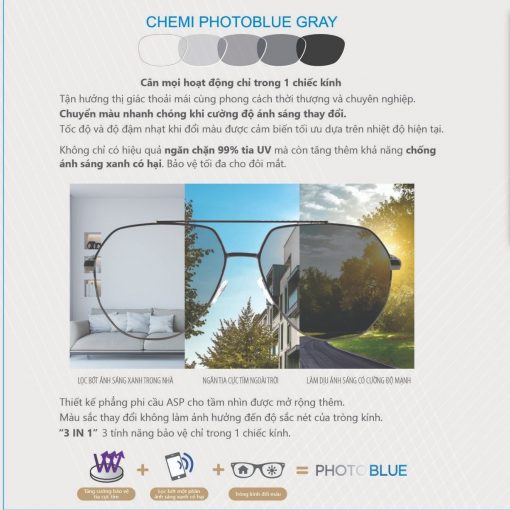 CHEMI PHOTOBLUE GRAY
Cân mọi hoạt động chỉ trong 1 chiếc kính
Tận hưởng thị giác thoải mái cùng phong cách thời thượng và chuyên nghiệp.
Chuyển màu nhanh chóng khi cường độ ánh sáng thay đổi.
Tốc độ và độ đậm nhạt khi đổi màu được cảm biến tối ưu dựa trên nhiệt độ hiện tại.
Không chỉ có hiệu quả ngăn chặn 99% tia UV mà còn tăng thêm khả năng chống
ánh sáng xanh có hại. Bảo vệ tối đa cho đôi mắt.
LỌC BỚT ÁNH SÁNG XANH TRONG NHÀ
NGĂN TIA CỰC TÍM NGOÀI TRỜI
LÀM DỊU ÁNH SÁNG CÓ CƯỜNG ĐỘ MẠNH
Thiết kế phẳng phi cầu ASP cho tầm nhìn được mở rộng thêm.
Màu sắc thay đổi không làm ảnh hưởng đến độ sắc nét của tròng kính.
"3 IN 1" 3 tính năng bảo vệ chỉ trong 1 chiếc kính.
+ + = PHOTOBLUE
Tăng cường bảo vệ
tia cực tím
Lọc bớt một phần
ánh sáng xanh có hại
Tròng kính đổi màu